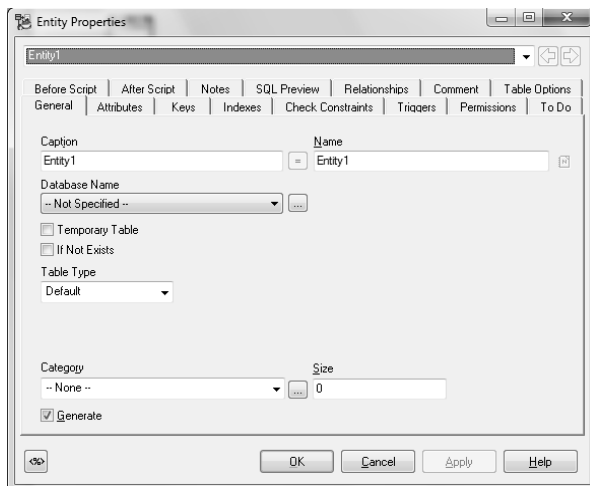 Entity Properties
Entity1
Before Script After Script Notes SQL Preview Relationships Comment Table Options
General Attributes Keys Indexes Check Constraints Triggers Permissions To Do
Caption Name
Entity1 = Entity1
Database Name
-- Not Specified -- ...
Temporary Table
If Not Exists
Table Type
Default
Category Size
-- None -- ... 0
Generate
<%> OK Cancel Apply Help